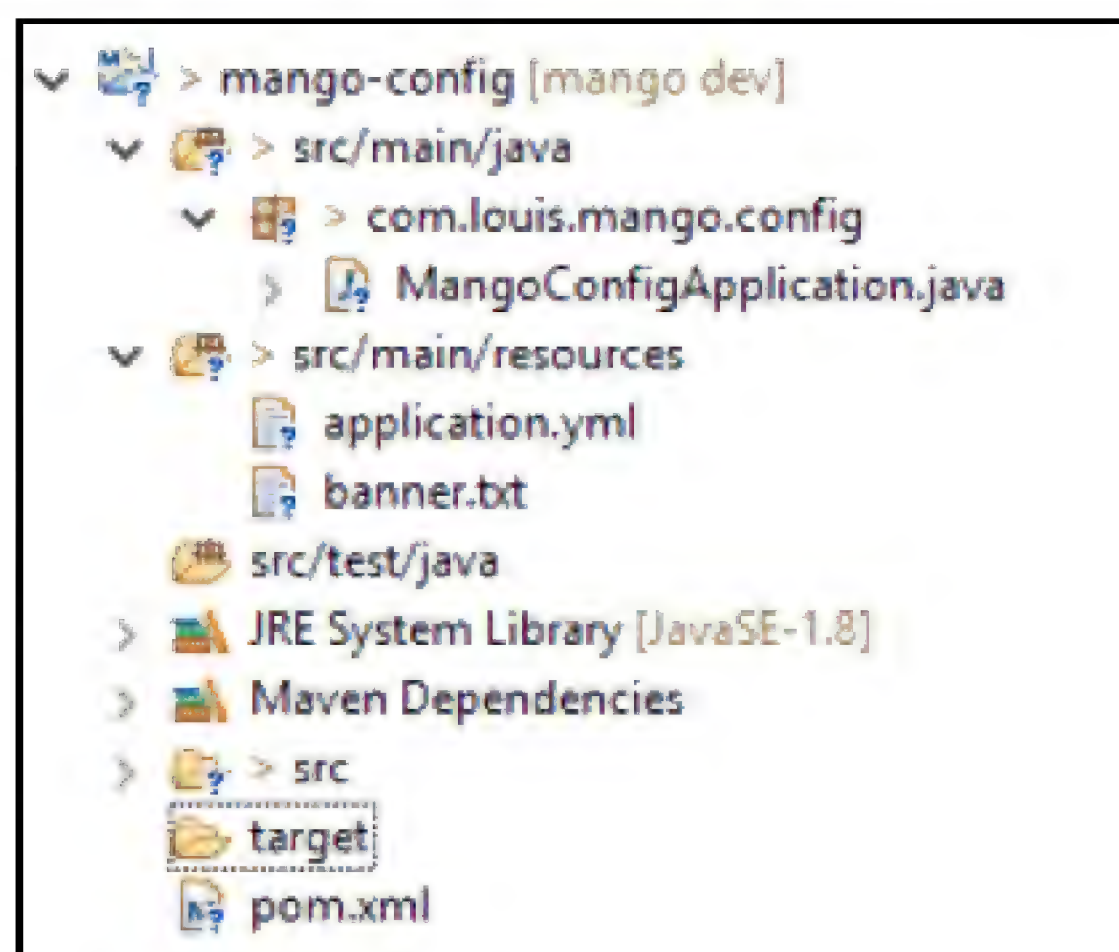 > mango-config [mango dev]
> src/main/java
> com.louis.mango.config
MangoConfigApplication.java
> src/main/resources
application.yml
banner.txt
src/test/java
JRE System Library [JavaSE-1.8]
Maven Dependencies
> src
target
pom.xml